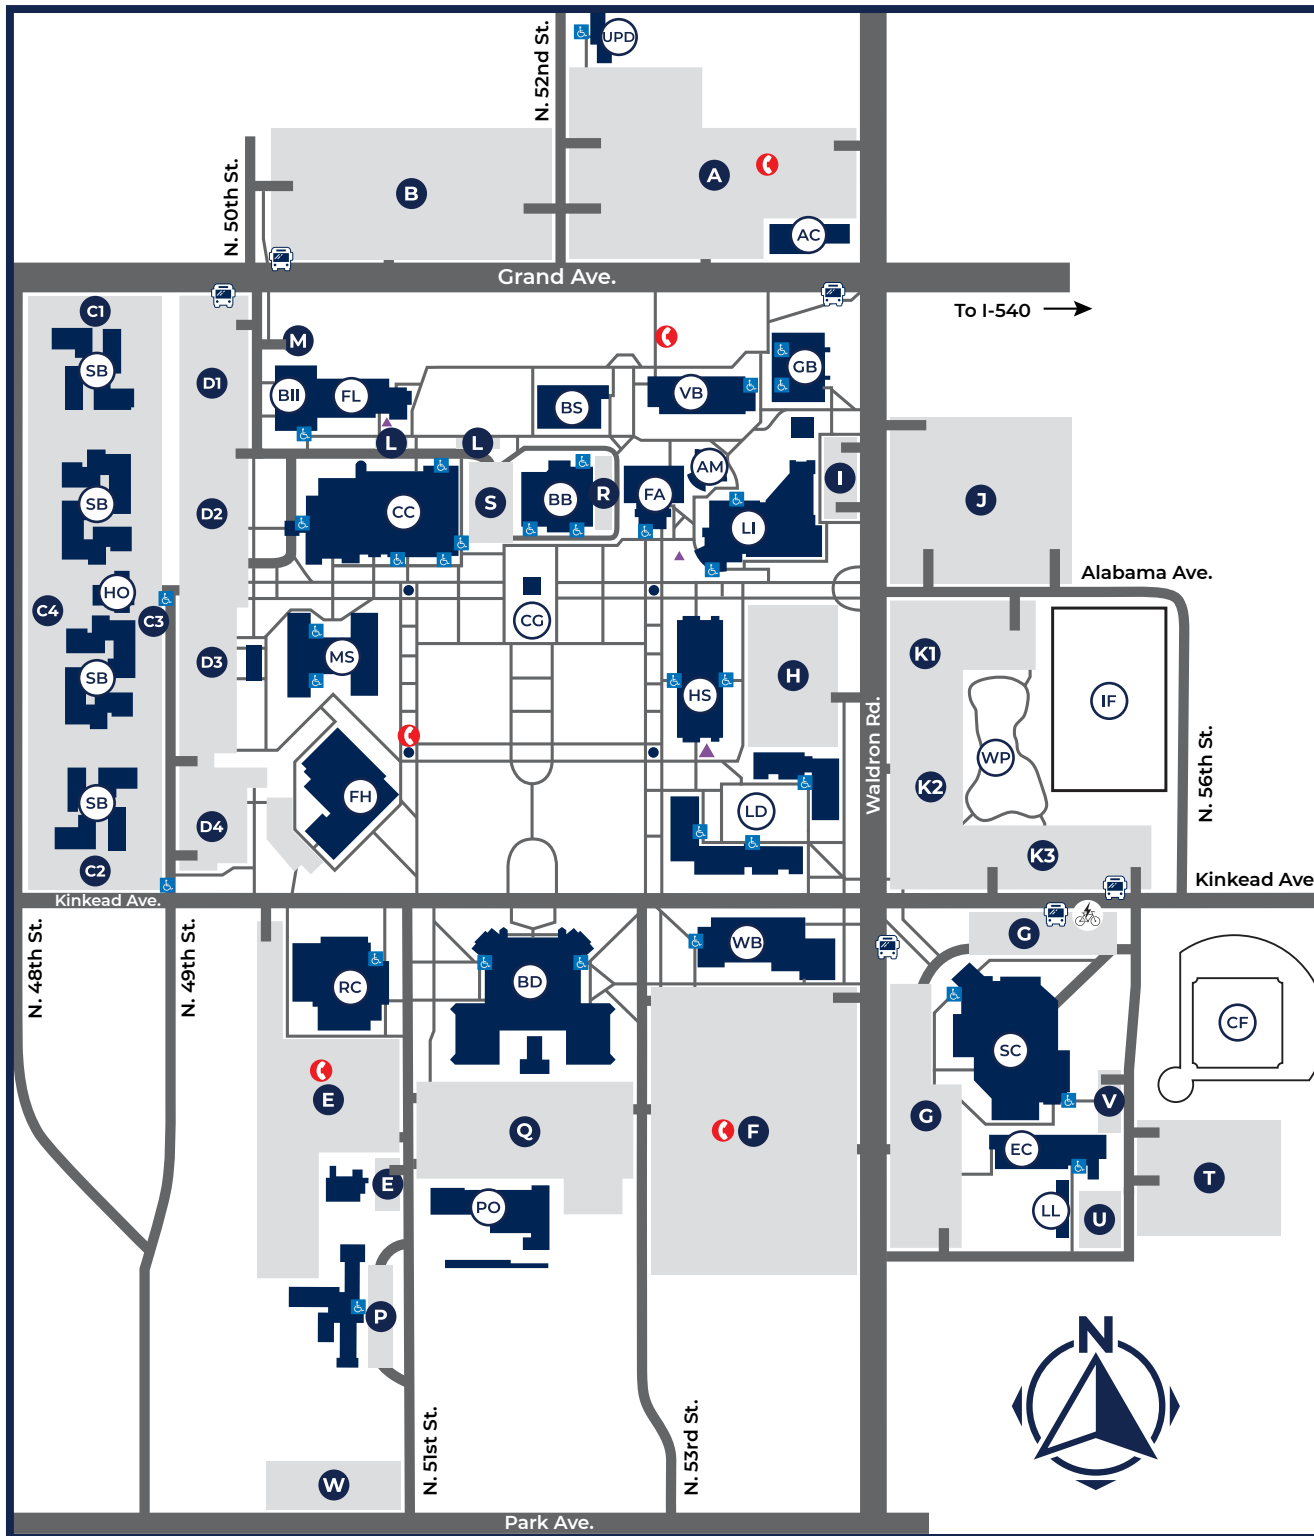 UPD
N. 52nd St.
A
B
N. 50th St.
AC
Grand Ave.
To I-540
C1
M
SB
D1
BII
FL
BS
VB
GB
L
L
AM
I
J
SB
D2
CC
S
BB
R
FA
LI
Alabama Ave.
HO
C4
C3
CG
MS
D3
SB
HS
H
K1
IF
Waldron Rd.
WP
N. 56th St.
SB
FH
LD
K2
D4
C2
K3
Kinkead Ave.
Kinkead Ave
N. 48th St.
N. 49th St.
RC
BD
WB
G
CF
SC
E
Q
F
G
V
EC
T
E
PO
LL
U
P
N
N. 51st St.
N. 53rd St.
W
Park Ave.